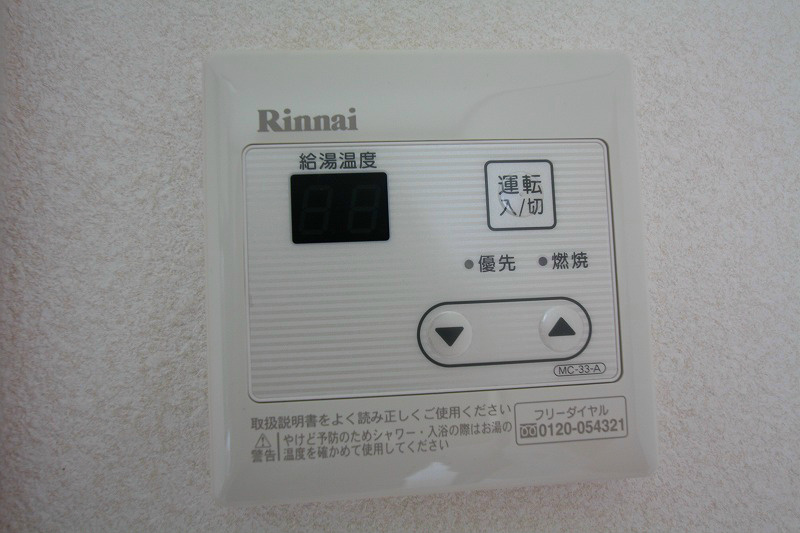 Rinnai
給湯温度
運転
入/切
優先
燃焼
▼
▲
MC-33-A
取扱説明書をよく読み正しくご使用ください
警告
やけど予防のためシャワー・入浴の際はお湯の
温度を確かめて使用してください
フリーダイヤル
0120-054321